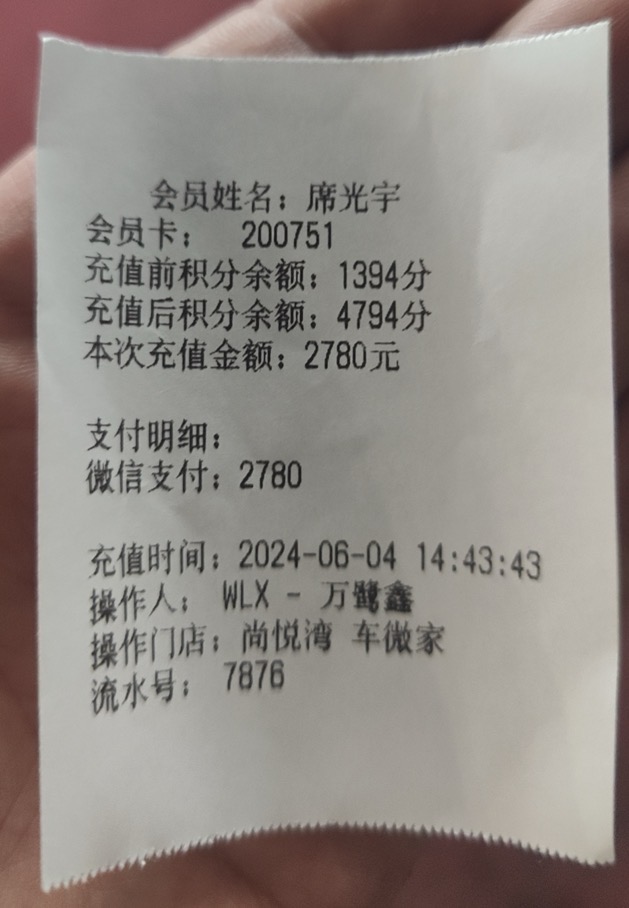 会员姓名：席光宇
会员卡： 200751
充值前积分余额：1394分
充值后积分余额：4794分
本次充值金额：2780元
支付明细：
微信支付：2780
充值时间：2024-06-04 14:43:43
操作人： WLX - 万鹭鑫
操作门店：尚悦湾 车微家
流水号： 7876